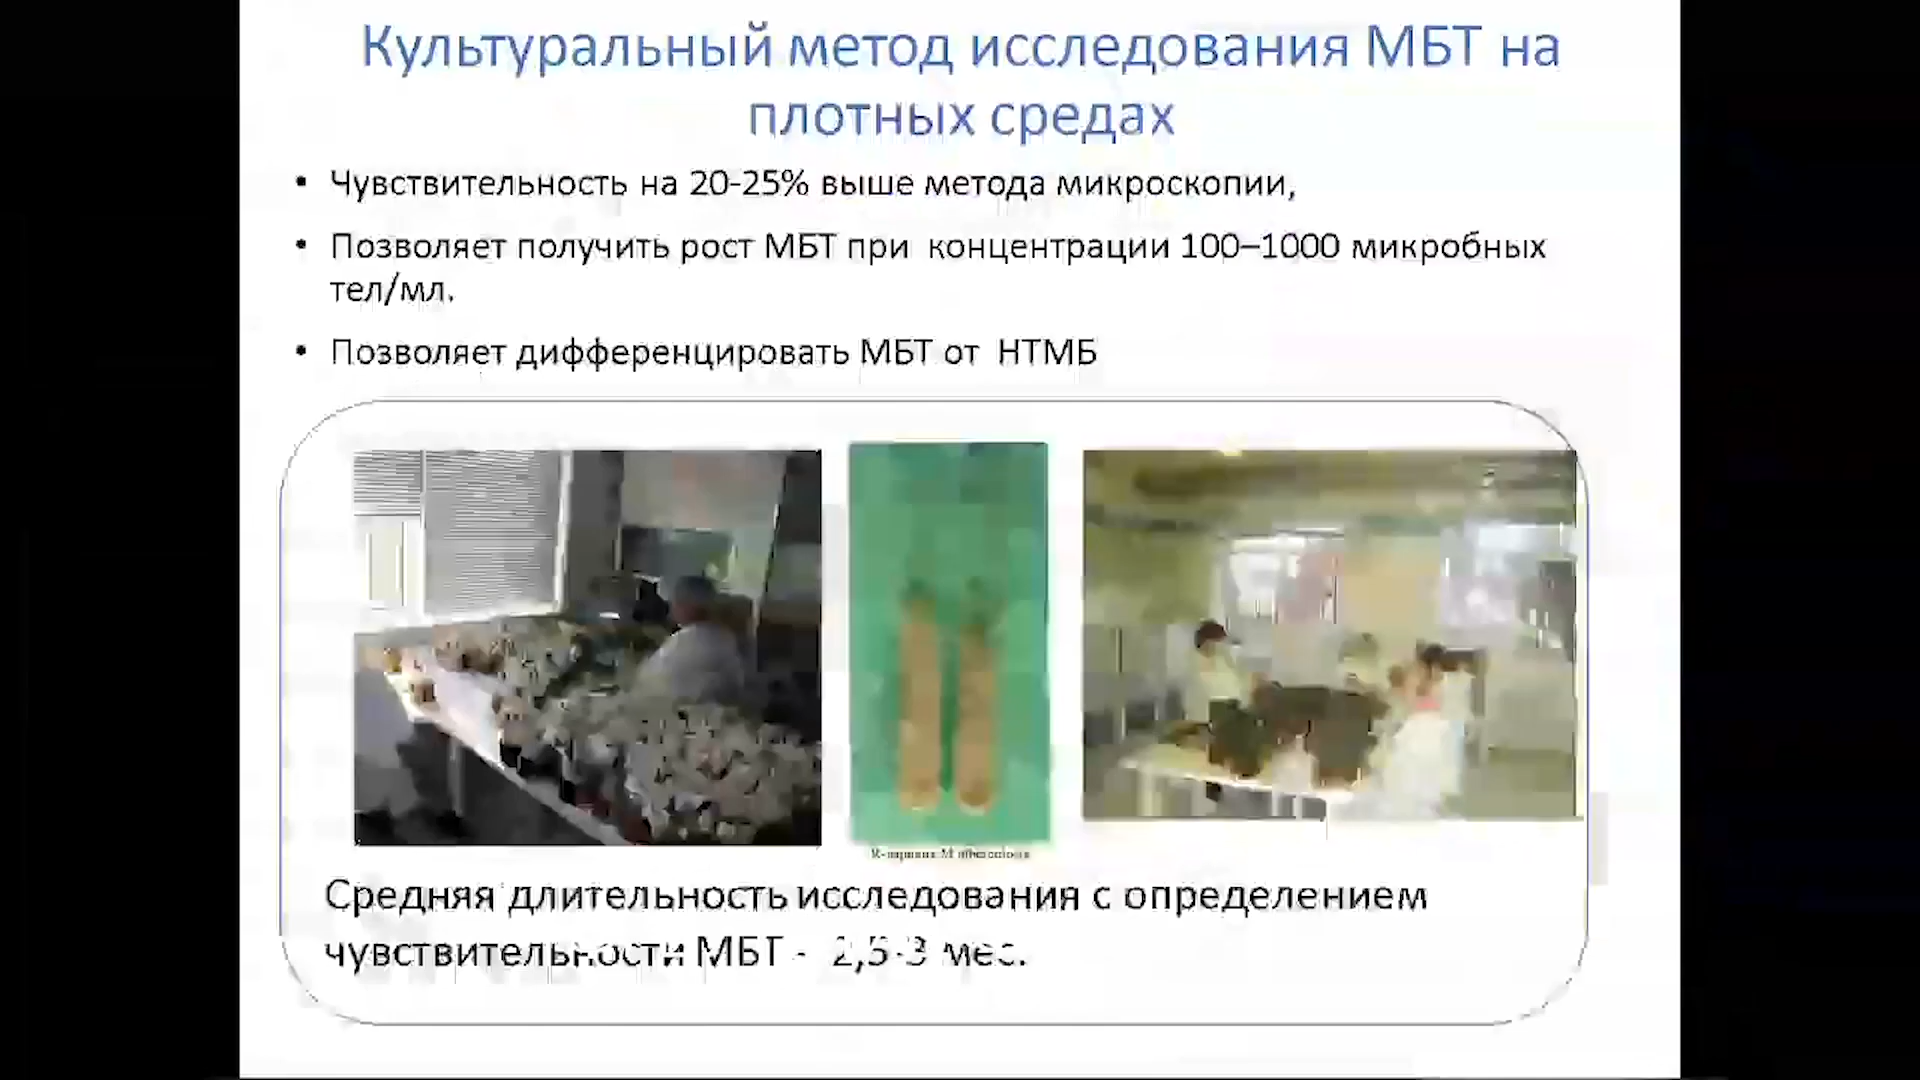 Культуральный метод исследования МБТ на
плотных средах
• Чувствительность на 20-25% выше метода микроскопии,
• Позволяет получить рост МБТ при концентрации 100–1000 микробных
тел/мл.
• Позволяет дифференцировать МБТ от НТМБ
Средняя длительность исследования с определением
чувствительности МБТ - 2,5-3 мес.